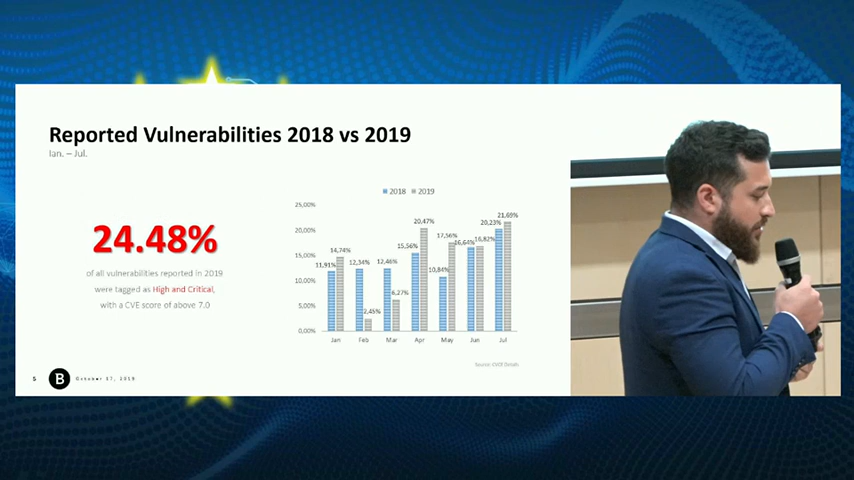 Reported Vulnerabilities 2018 vs 2019
Ian. – Jul.
24.48%
of all vulnerabilities reported in 2019
were tagged as High and Critical,
with a CVE score of above 7.0
2018 2019
25,00%
20,00%
15,00%
10,00%
5,00%
0,00%
11,91% 14,74% 12,34% 2,45% 12,46% 6,27% 15,56% 20,47% 10,84% 17,56% 16,64% 16,82% 20,23% 21,69%
Jan Feb Mar Apr May Jun Jul
Source: CVDE Details
5 B October 17, 2019